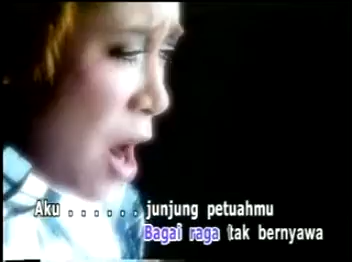 Aku . . . . . . junjung petuahmu
Bagai raga tak bernyawa